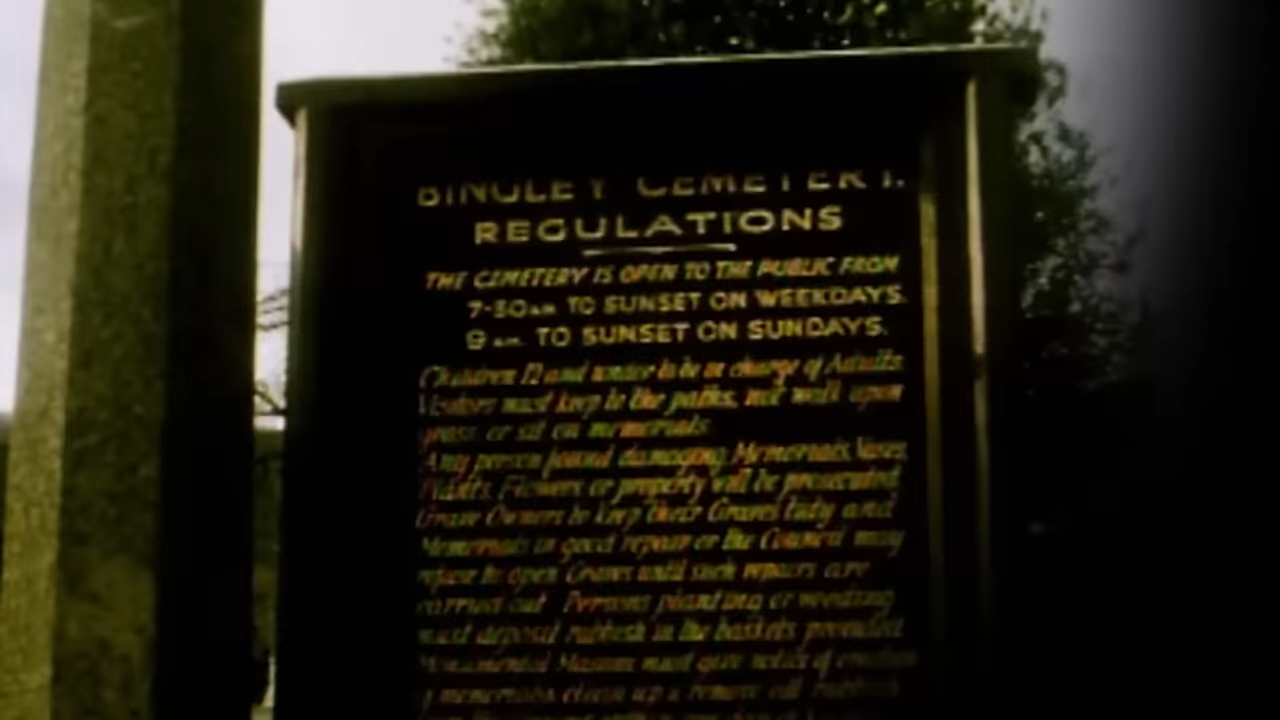 BINGLEY CEMETERY.
REGULATIONS
THE CEMETERY IS OPEN TO THE PUBLIC FROM
7-30 AM TO SUNSET ON WEEKDAYS.
9 A.M. TO SUNSET ON SUNDAYS.
Children 12 and under to be in charge of Adults.
Visitors must keep to the paths, not walk upon
grass, or sit on memorials.
Any person found damaging Memorials, Vases,
Plants, Flowers or property will be prosecuted
Grave Owners to keep their Graves tidy and
Memorials in good repair or the Council may
refuse to open Graves until such repairs are
carried out Persons planting or weeding
must deposit rubbish in the baskets provided.
Monumental Masons must give notice of erection
memorials, clean up & remove all rubbish